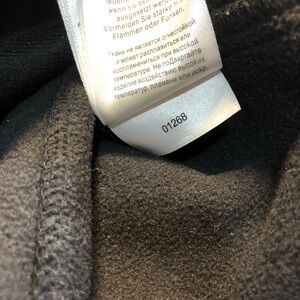 ausgesetzt werden
Vermeiden Sie starke
Flammen oder Funken.
Ткань не является огнестойкой
и может расплавиться или
воспламениться при высокой
температуре. Не подвергайте
изделие воздействию высоких
температур, пламени или искр.
01268